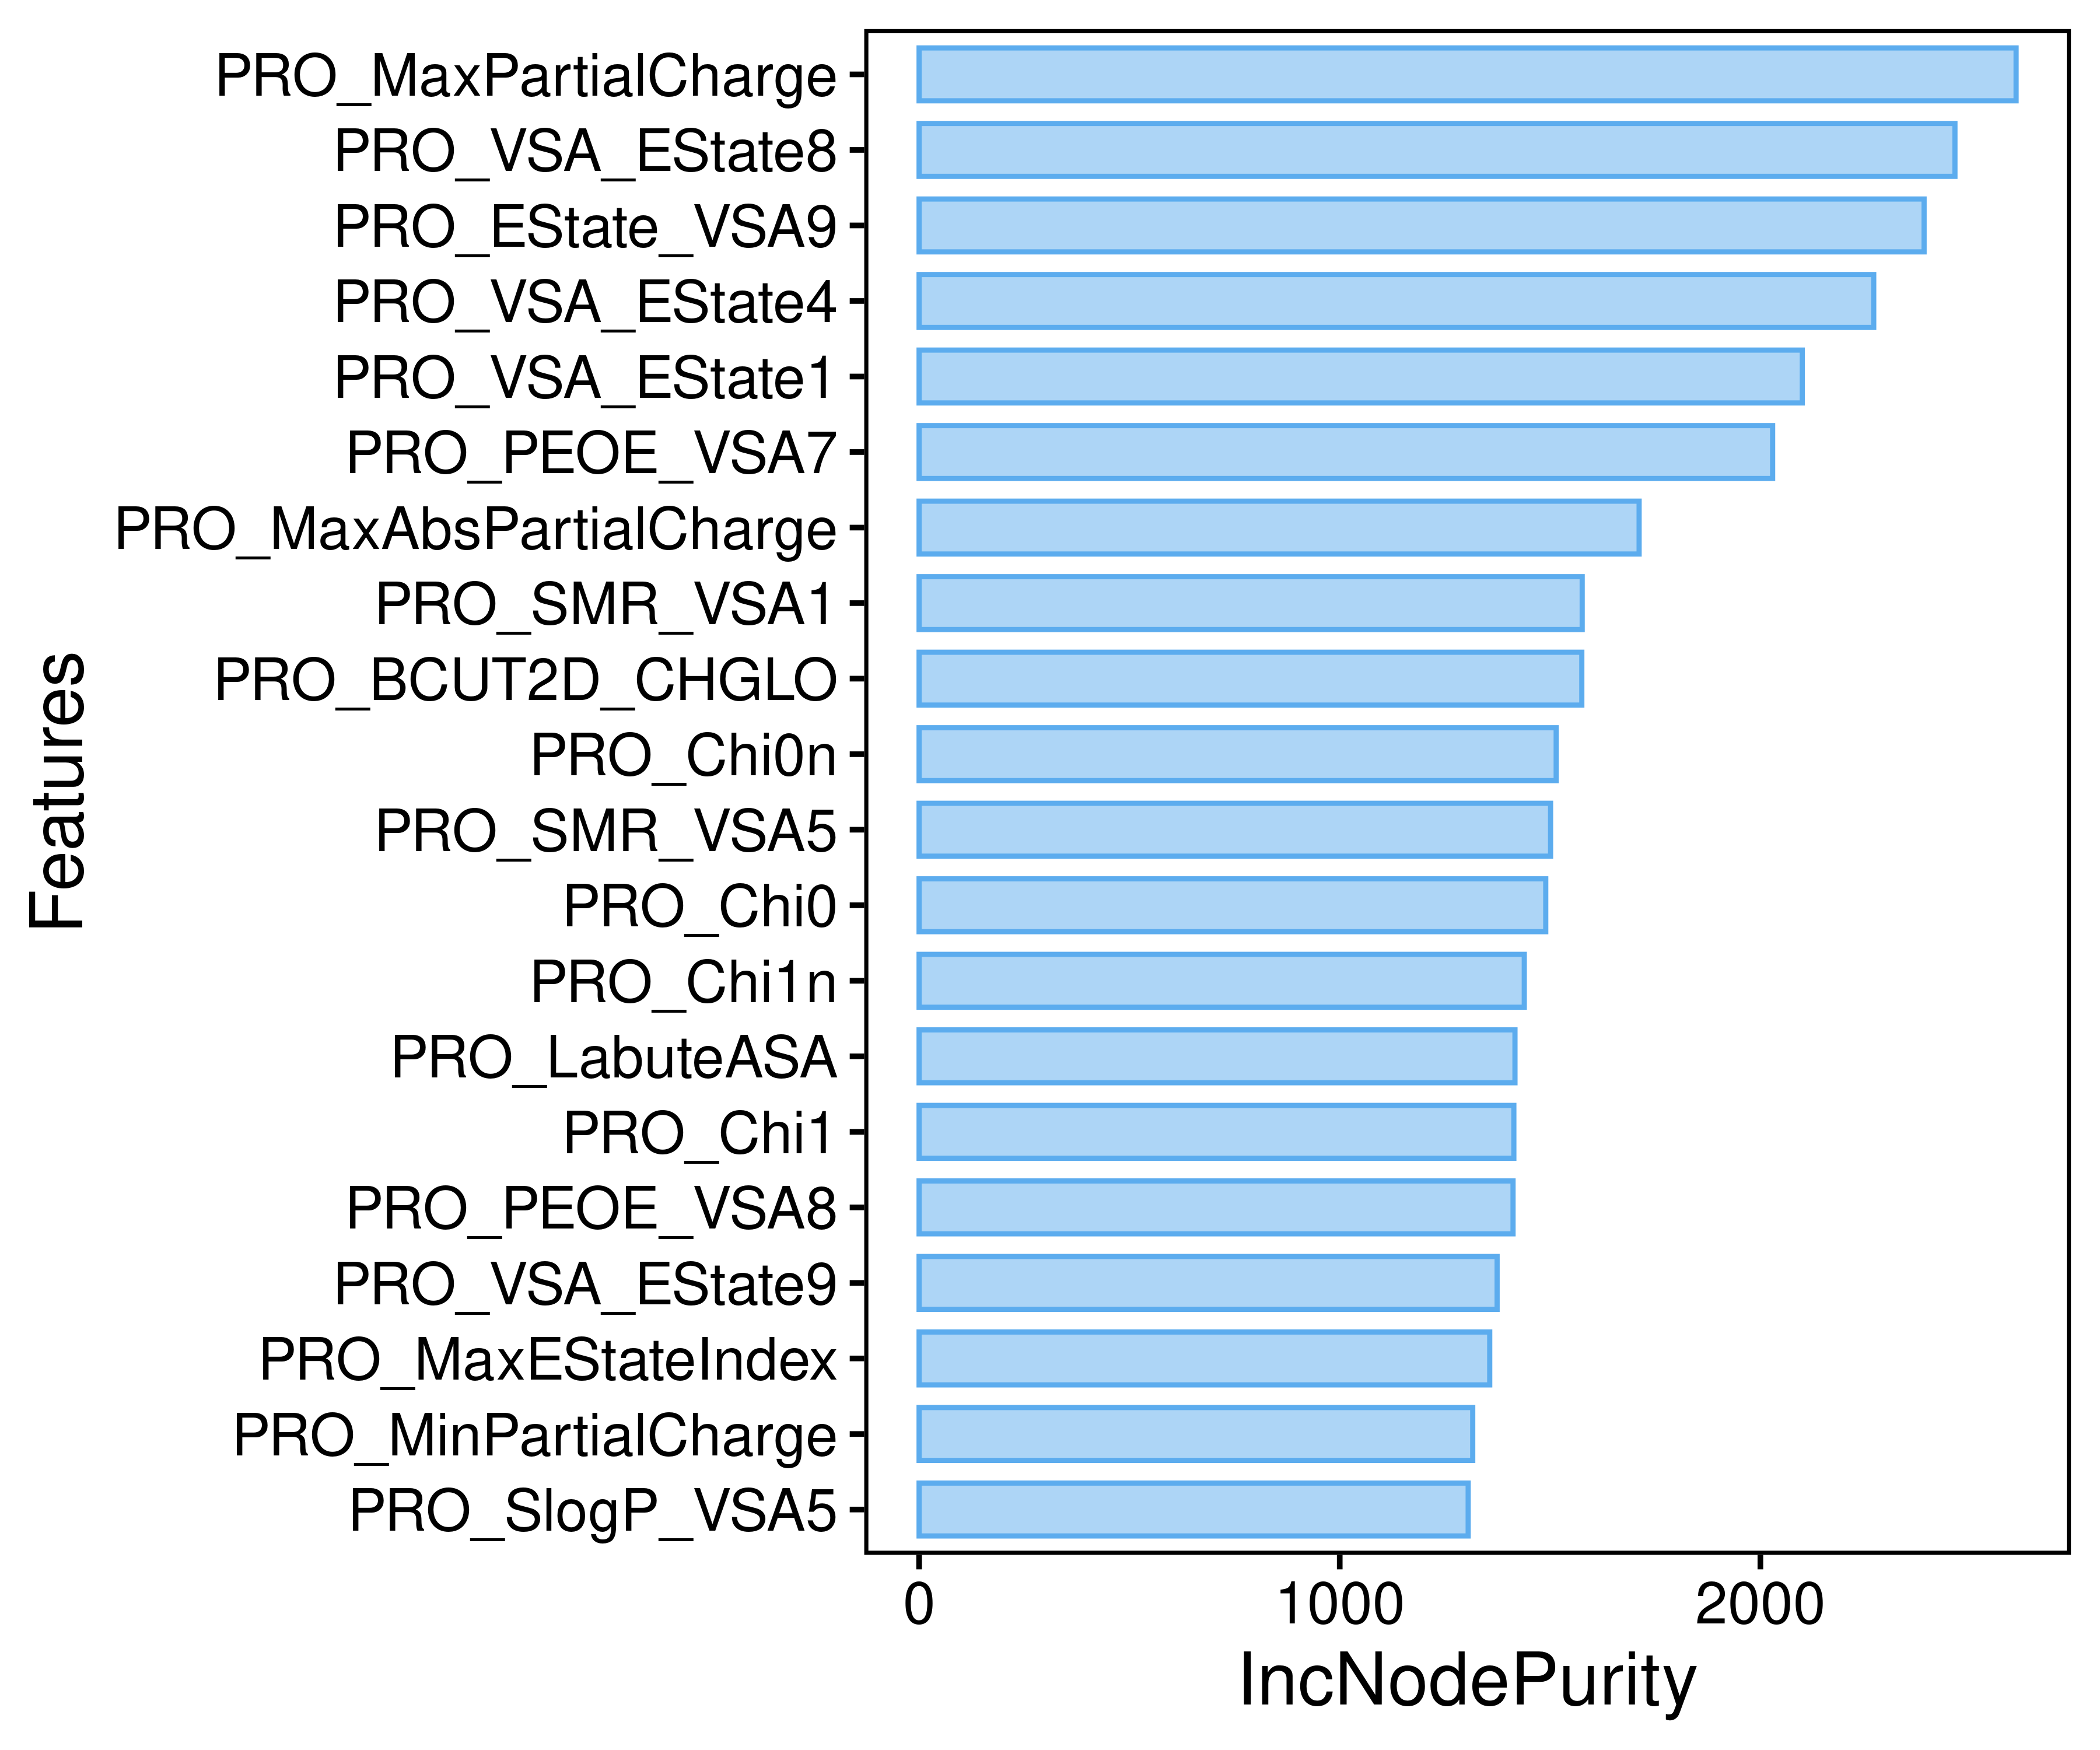 PRO_MaxPartialCharge
PRO_VSA_EState8
PRO_EState_VSA9
PRO_VSA_EState4
PRO_VSA_EState1
PRO_PEOE_VSA7
PRO_MaxAbsPartialCharge
PRO_SMR_VSA1
PRO_BCUT2D_CHGLO
PRO_Chi0n
PRO_SMR_VSA5
PRO_Chi0
PRO_Chi1n
PRO_LabuteASA
PRO_Chi1
PRO_PEOE_VSA8
PRO_VSA_EState9
PRO_MaxEStateIndex
PRO_MinPartialCharge
PRO_SlogP_VSA5
Features
0 1000 2000
IncNodePurity